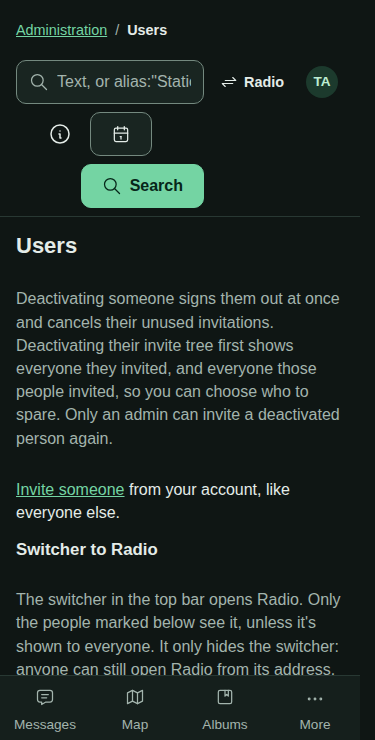 Administration / Users
Text, or alias:"Static
Radio
TA
Search
Users
Deactivating someone signs them out at once
and cancels their unused invitations.
Deactivating their invite tree first shows
everyone they invited, and everyone those
people invited, so you can choose who to
spare. Only an admin can invite a deactivated
person again.
Invite someone from your account, like
everyone else.
Switcher to Radio
The switcher in the top bar opens Radio. Only
the people marked below see it, unless it's
shown to everyone. It only hides the switcher:
anyone can still open Radio from its address.
Messages
Map
Albums
More